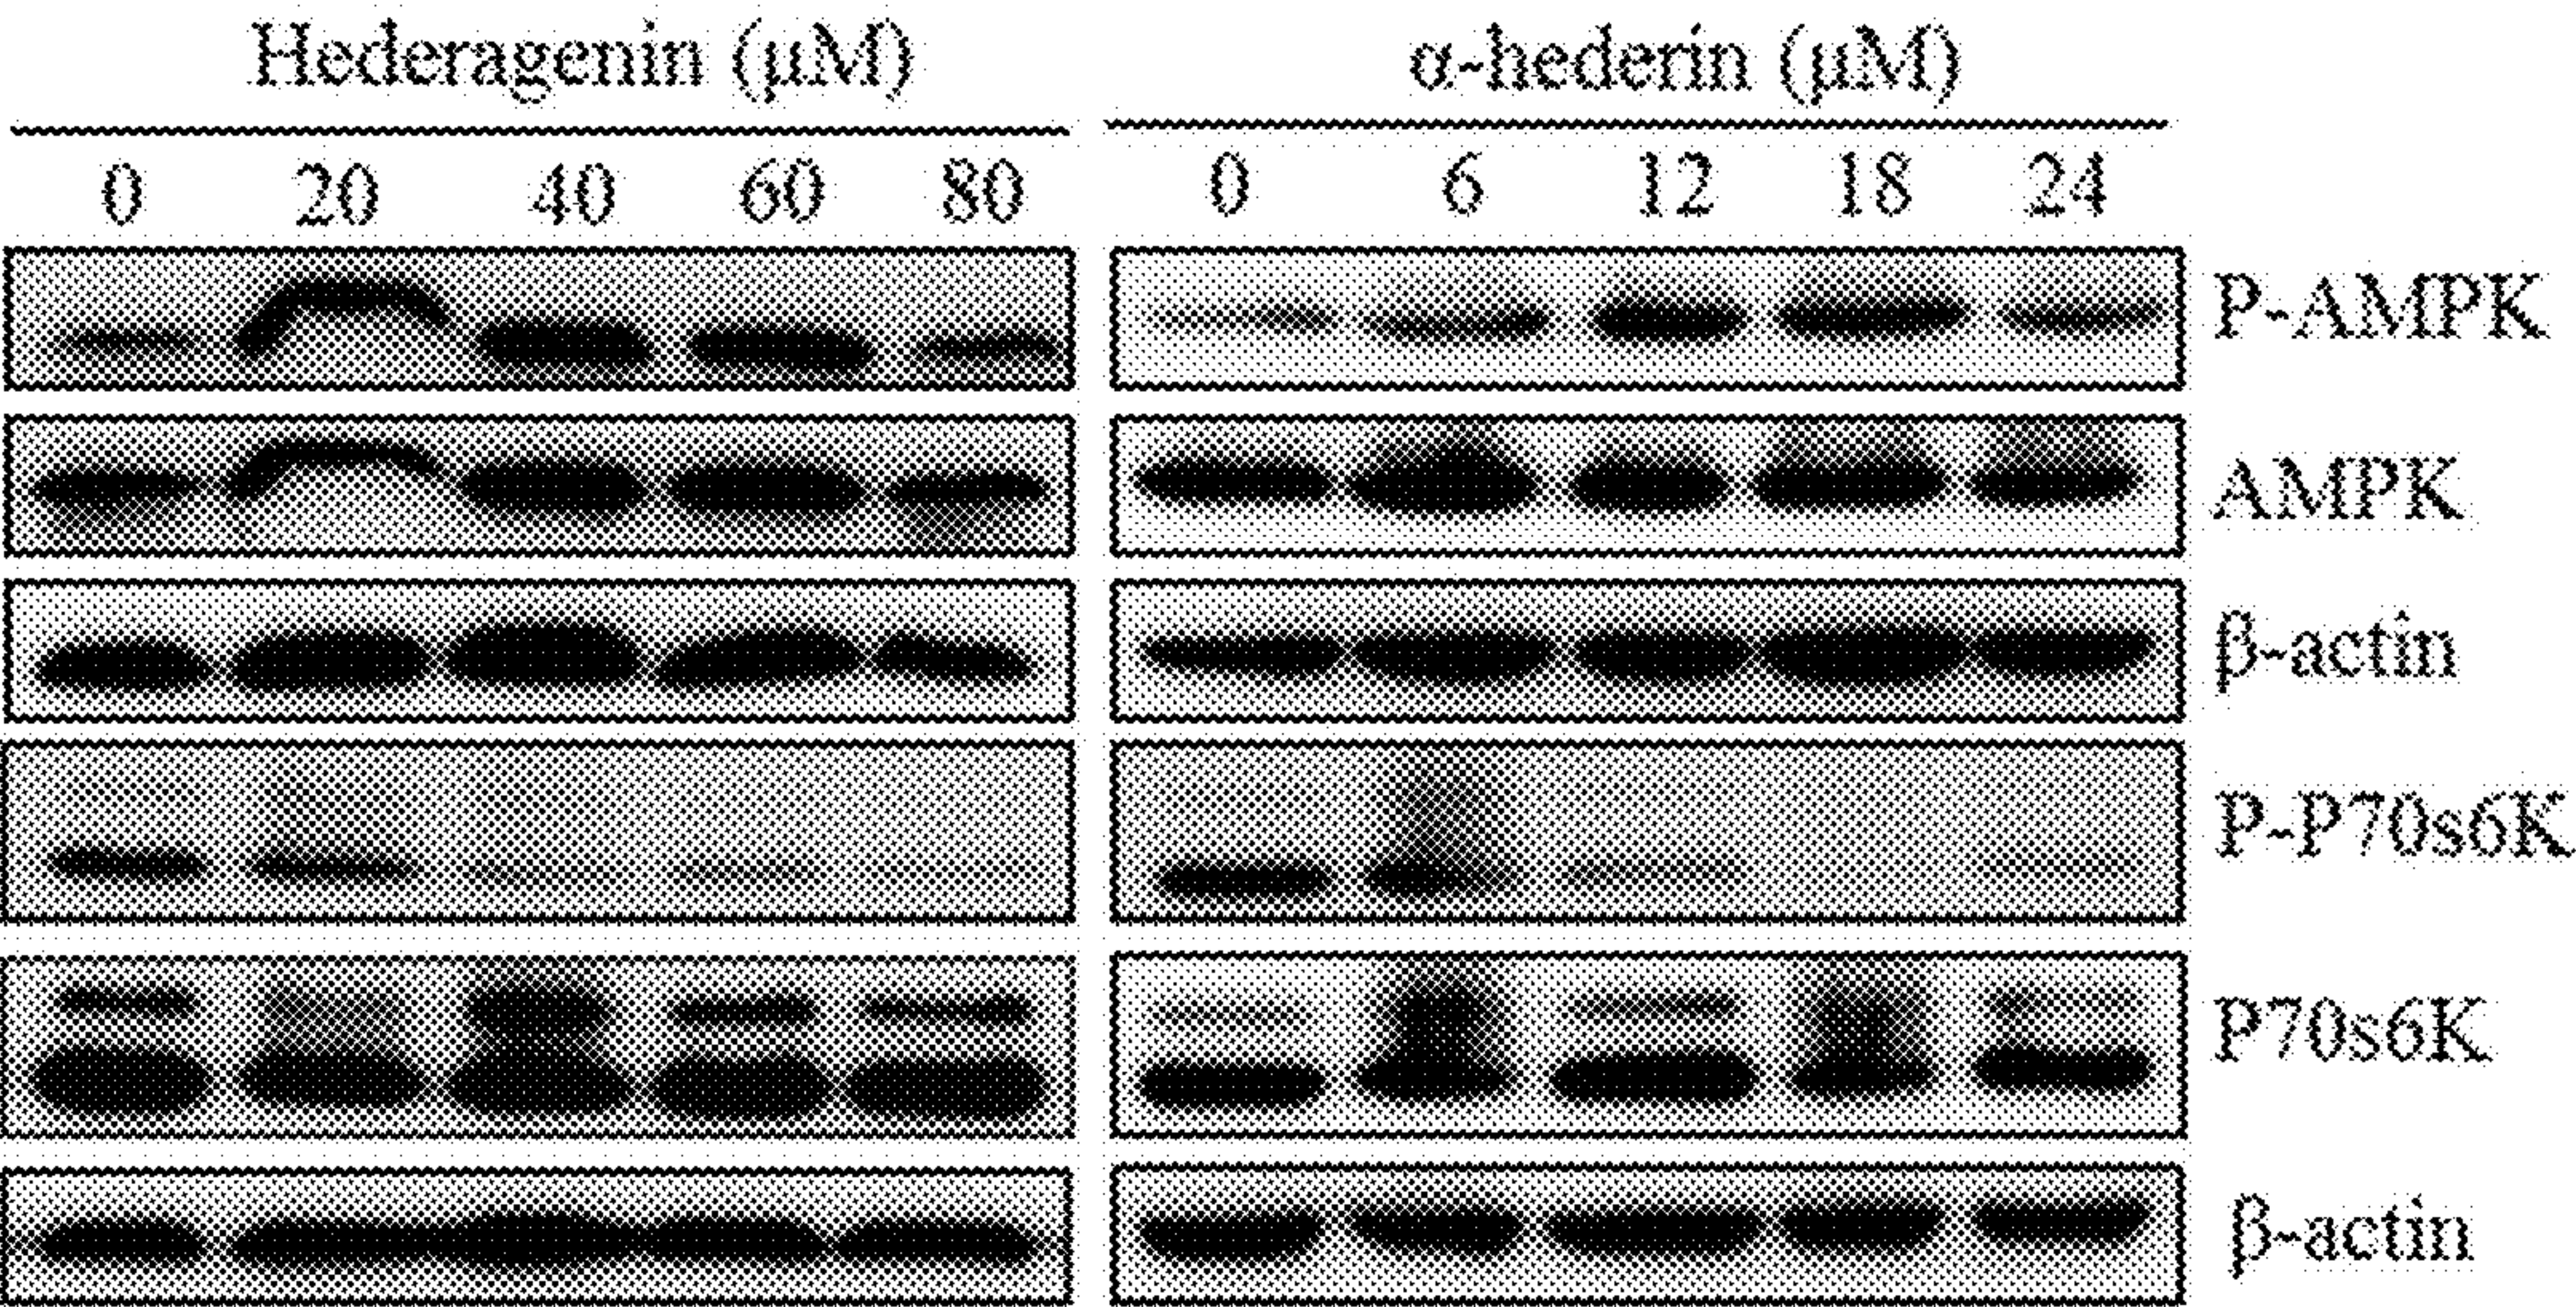 Hederagenin (μM)
α-hederin (μM)
0 20 40 60 80
0 6 12 18 24
P-AMPK
AMPK
β-actin
P-P70s6K
P70s6K
β-actin